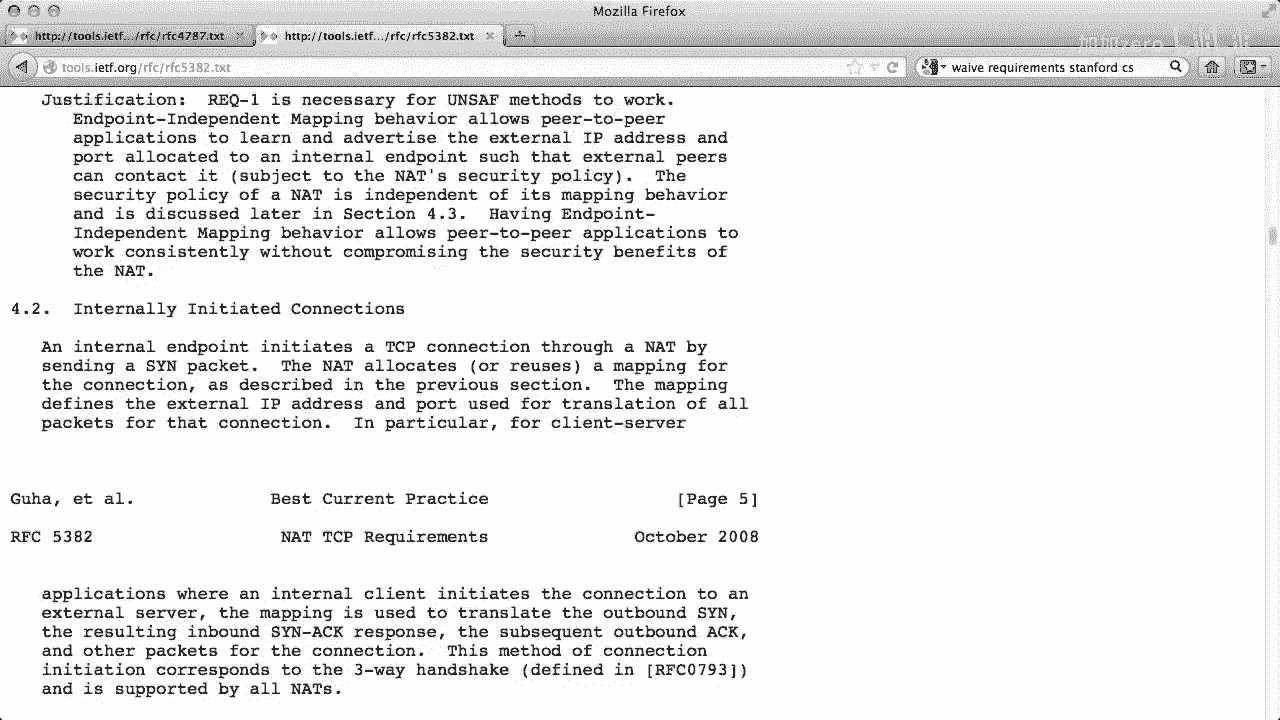 Mozilla Firefox
http://tools.ietf.../rfc/rfc4787.txt
http://tools.ietf.../rfc/rfc5382.txt
tools.ietf.org/rfc/rfc5382.txt
waive requirements stanford cs
Justification:  REQ-1 is necessary for UNSAF methods to work.
Endpoint-Independent Mapping behavior allows peer-to-peer
applications to learn and advertise the external IP address and
port allocated to an internal endpoint such that external peers
can contact it (subject to the NAT's security policy).  The
security policy of a NAT is independent of its mapping behavior
and is discussed later in Section 4.3.  Having Endpoint-
Independent Mapping behavior allows peer-to-peer applications to
work consistently without compromising the security benefits of
the NAT.
4.2.  Internally Initiated Connections
An internal endpoint initiates a TCP connection through a NAT by
sending a SYN packet.  The NAT allocates (or reuses) a mapping for
the connection, as described in the previous section.  The mapping
defines the external IP address and port used for translation of all
packets for that connection.  In particular, for client-server
Guha, et al. Best Current Practice [Page 5]
RFC 5382 NAT TCP Requirements October 2008
applications where an internal client initiates the connection to an
external server, the mapping is used to translate the outbound SYN,
the resulting inbound SYN-ACK response, the subsequent outbound ACK,
and other packets for the connection.  This method of connection
initiation corresponds to the 3-way handshake (defined in [RFC0793])
and is supported by all NATs.